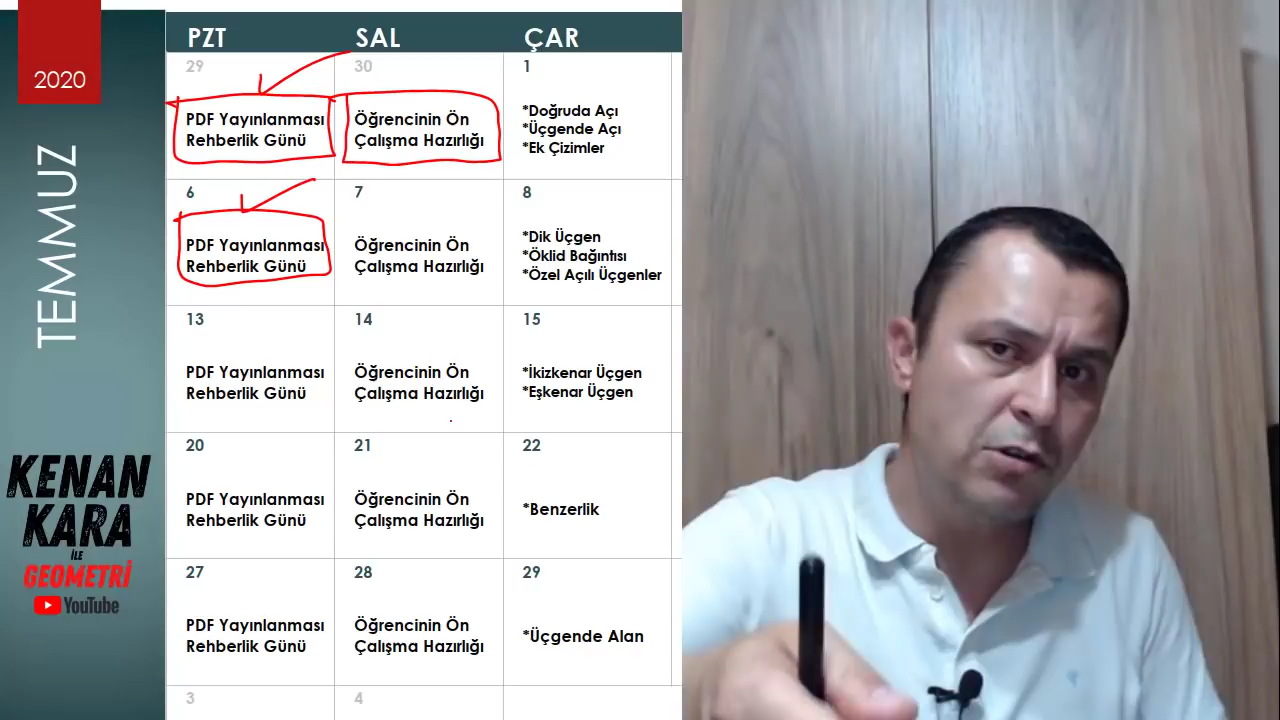 2020
TEMMUZ
PZT SAL ÇAR
29 30 1
PDF Yayınlanması
Rehberlik Günü
Öğrencinin Ön
Çalışma Hazırlığı
*Doğruda Açı
*Üçgende Açı
*Ek Çizimler
6 7 8
PDF Yayınlanması
Rehberlik Günü
Öğrencinin Ön
Çalışma Hazırlığı
*Dik Üçgen
*Öklid Bağıntısı
*Özel Açılı Üçgenler
13 14 15
PDF Yayınlanması
Rehberlik Günü
Öğrencinin Ön
Çalışma Hazırlığı
*İkizkenar Üçgen
*Eşkenar Üçgen
20 21 22
PDF Yayınlanması
Rehberlik Günü
Öğrencinin Ön
Çalışma Hazırlığı
*Benzerlik
27 28 29
PDF Yayınlanması
Rehberlik Günü
Öğrencinin Ön
Çalışma Hazırlığı
*Üçgende Alan
3 4
KENAN
KARA
İLE
GEOMETRİ
YouTube